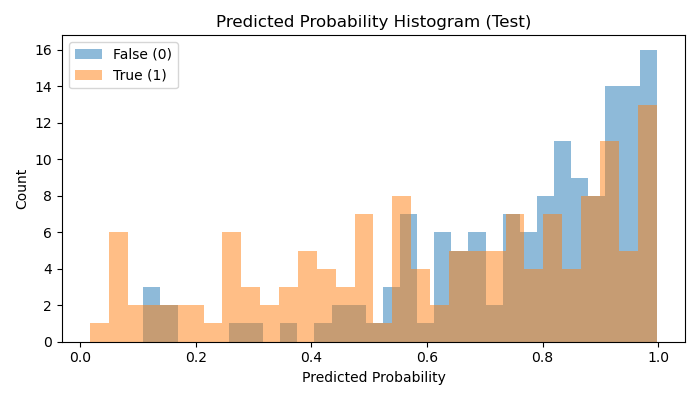 Predicted Probability Histogram (Test)
False (0)
True (1)
Count
16
14
12
10
8
6
4
2
0
0.0 0.2 0.4 0.6 0.8 1.0
Predicted Probability